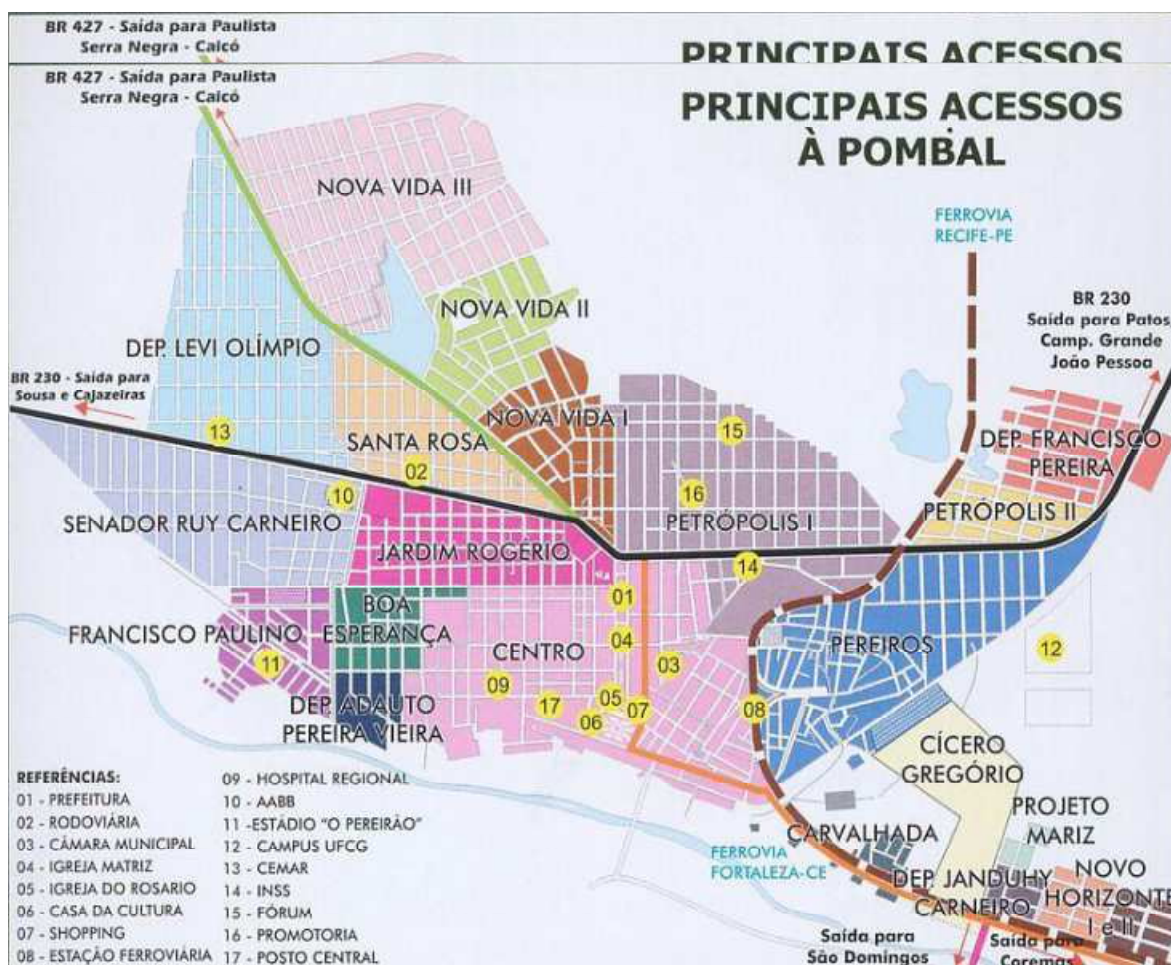 BR 427 - Saída para Paulista
Serra Negra - Caicó
PRINCIPAIS ACESSOS
BR 427 - Saída para Paulista
Serra Negra - Caicó
PRINCIPAIS ACESSOS
À POMBAL
NOVA VIDA III
FERROVIA
RECIFE-PE
NOVA VIDA II
BR 230
Saída para Patos
Camp. Grande
João Pessoa
DEP. LEVI OLÍMPIO
BR 230 - Saída para
Sousa e Cajazeiras
NOVA VIDA I
13
SANTA ROSA
15
DEP. FRANCISCO
PEREIRA
02
10
16
SENADOR RUY CARNEIRO
PETRÓPOLIS I
PETRÓPOLIS II
JARDIM ROGÉRIO
14
01
BOA
ESPERANÇA
FRANCISCO PAULINO
04
CENTRO
PEREIROS
11
03
12
09
DEP. ADAUTO
PEREIRA VIEIRA
17
05
06
07
08
CÍCERO
GREGÓRIO
PROJETO
MARIZ
CARVALHADA
FERROVIA
FORTALEZA-CE
DEP. JANDUHY
CARNEIRO
NOVO
HORIZONTE
I e II
Saída para
São Domingos
Saída para
Coremas
REFERÊNCIAS:
01 - PREFEITURA
02 - RODOVIÁRIA
03 - CÂMARA MUNICIPAL
04 - IGREJA MATRIZ
05 - IGREJA DO ROSARIO
06 - CASA DA CULTURA
07 - SHOPPING
08 - ESTAÇÃO FERROVIÁRIA
09 - HOSPITAL REGIONAL
10 - AABB
11 -ESTÁDIO "O PEREIRÃO"
12 - CAMPUS UFCG
13 - CEMAR
14 - INSS
15 - FÓRUM
16 - PROMOTORIA
17 - POSTO CENTRAL